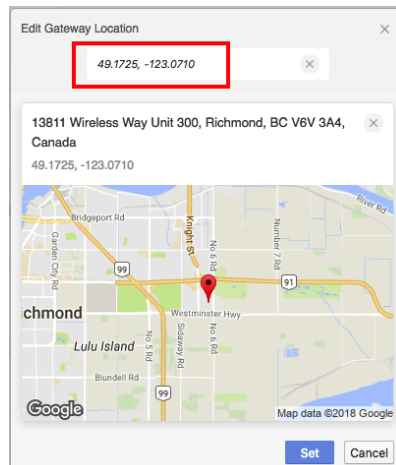 Edit Gateway Location
49.1725, -123.0710
13811 Wireless Way Unit 300, Richmond, BC V6V 3A4,
Canada
49.1725, -123.0710
River Rd
Bridgeport Rd
Knight St
No 6 Rd
Number 7 Rd
Garden City Rd
99
91
chmond
Westminster Hwy
Lulu Island
No 5 Rd
Sidaway Rd
No 6 Rd
Blundell Rd
99
Google
Map data ©2018 Google
Set
Cancel